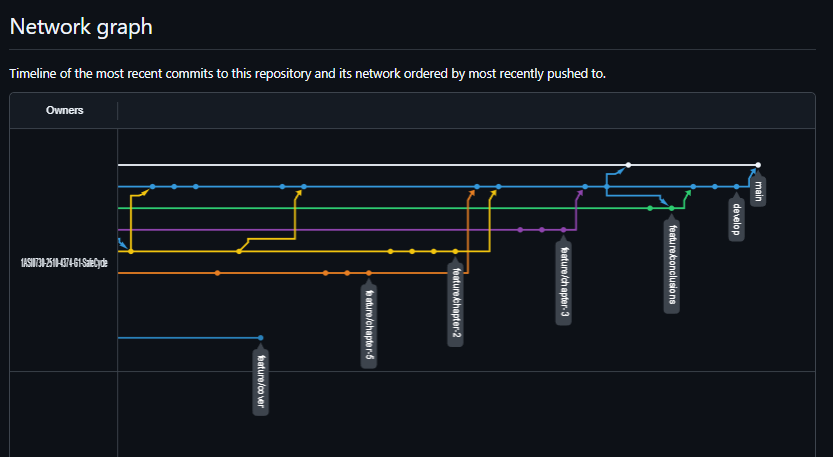 Network graph
Timeline of the most recent commits to this repository and its network ordered by most recently pushed to.
Owners
main
develop
feature/conclusions
feature/chapter-3
feature/chapter-2
feature/chapter-5
feature/cover